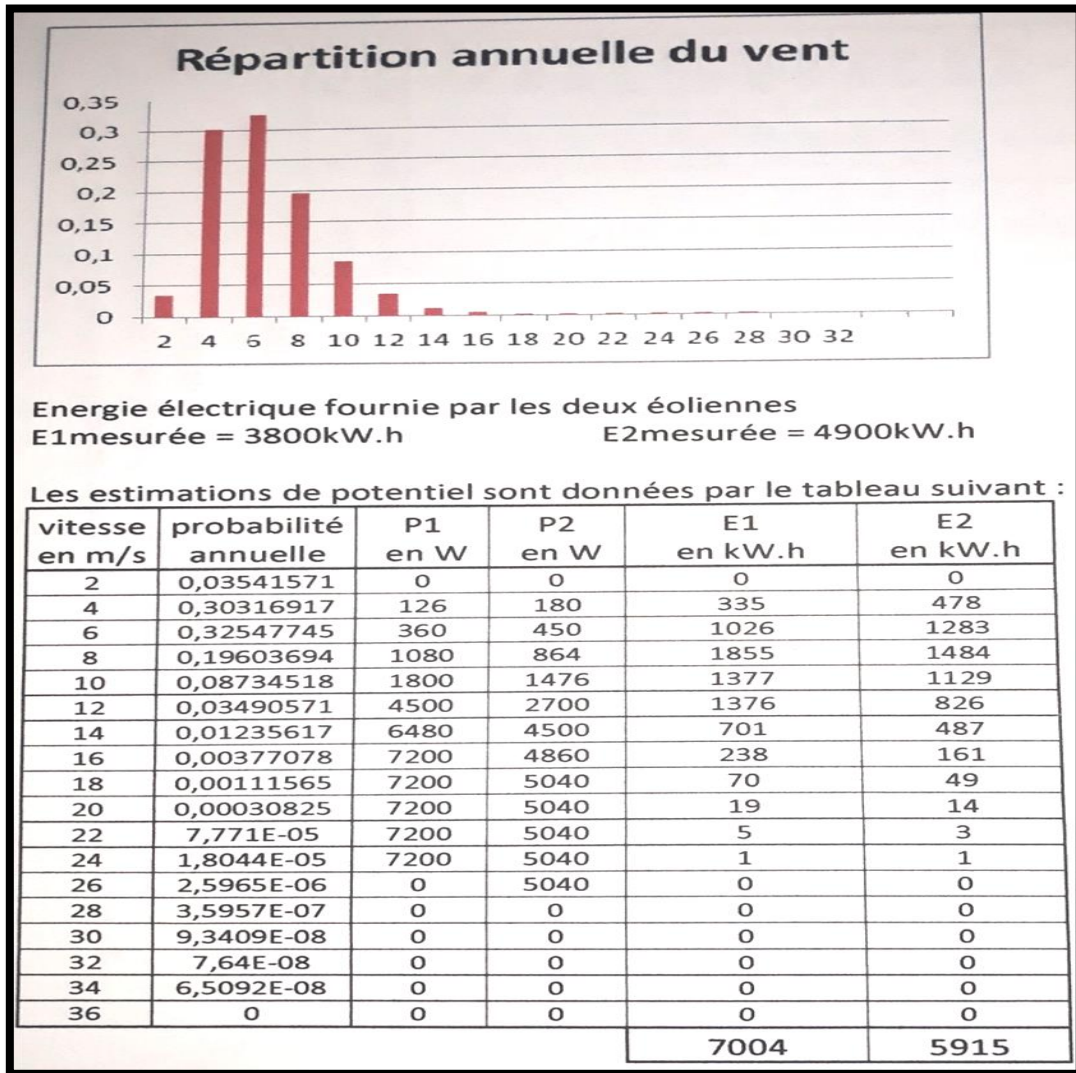 Répartition annuelle du vent
0,35
0,3
0,25
0,2
0,15
0,1
0,05
0
2 4 6 8 10 12 14 16 18 20 22 24 26 28 30 32
Energie électrique fournie par les deux éoliennes
E1mesurée = 3800kW.h E2mesurée = 4900kW.h
Les estimations de potentiel sont données par le tableau suivant :
vitesse probabilité P1 P2 E1 E2
en m/s annuelle en W en W en kW.h en kW.h
2 0,03541571 0 0 0 0
4 0,30316917 126 180 335 478
6 0,32547745 360 450 1026 1283
8 0,19603694 1080 864 1855 1484
10 0,08734518 1800 1476 1377 1129
12 0,03490571 4500 2700 1376 826
14 0,01235617 6480 4500 701 487
16 0,00377078 7200 4860 238 161
18 0,00111565 7200 5040 70 49
20 0,00030825 7200 5040 19 14
22 7,771E-05 7200 5040 5 3
24 1,8044E-05 7200 5040 1 1
26 2,5965E-06 0 5040 0 0
28 3,5957E-07 0 0 0 0
30 9,3409E-08 0 0 0 0
32 7,64E-08 0 0 0 0
34 6,5092E-08 0 0 0 0
36 0 0 0 0 0
7004 5915